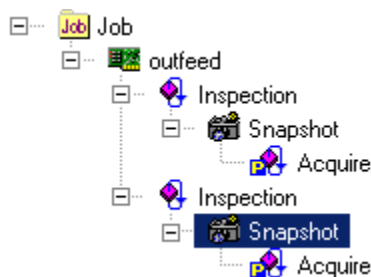 Job Job
outfeed
Inspection
Snapshot
P Acquire
Inspection
Snapshot
P Acquire